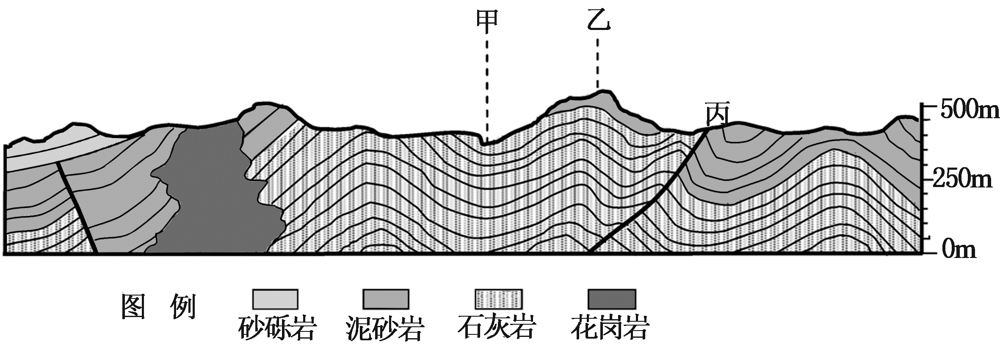 甲 乙
丙
500m
250m
0m
图 例
砂砾岩 泥砂岩 石灰岩 花岗岩